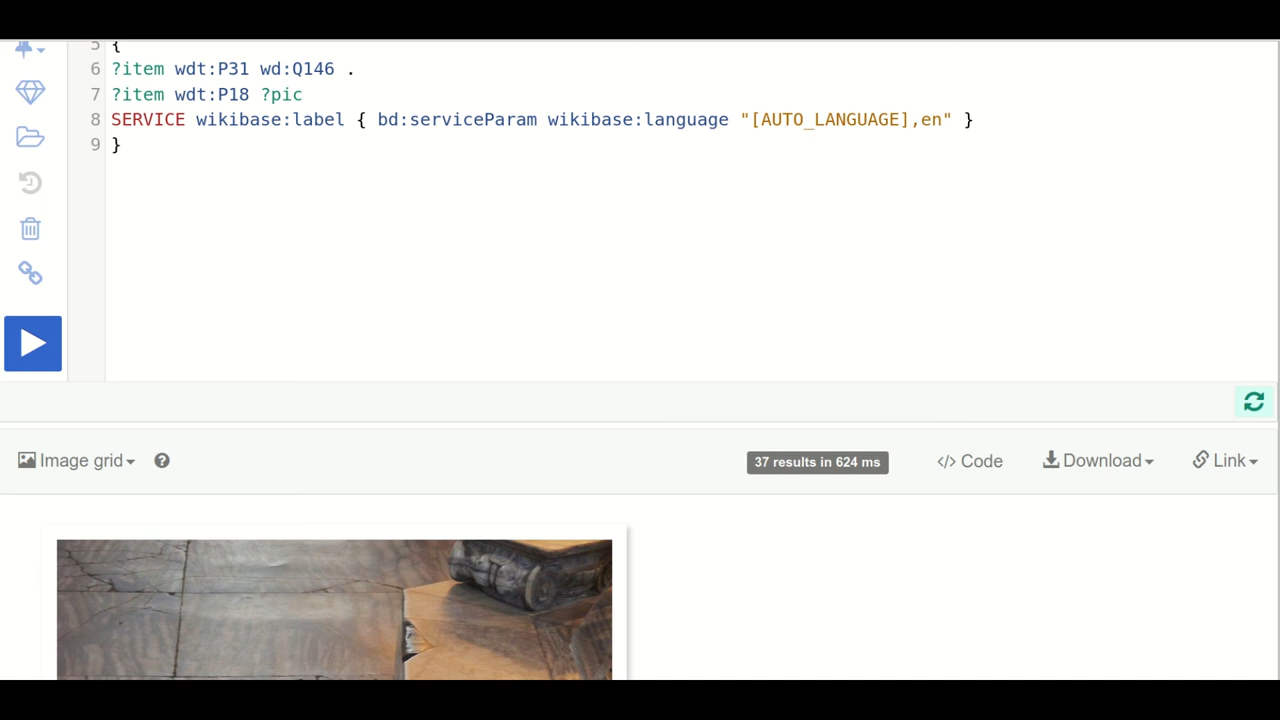 5 {
6 ?item wdt:P31 wd:Q146 .
7 ?item wdt:P18 ?pic
8 SERVICE wikibase:label { bd:serviceParam wikibase:language "[AUTO_LANGUAGE],en" }
9 }
Image grid 37 results in 624 ms </> Code Download Link